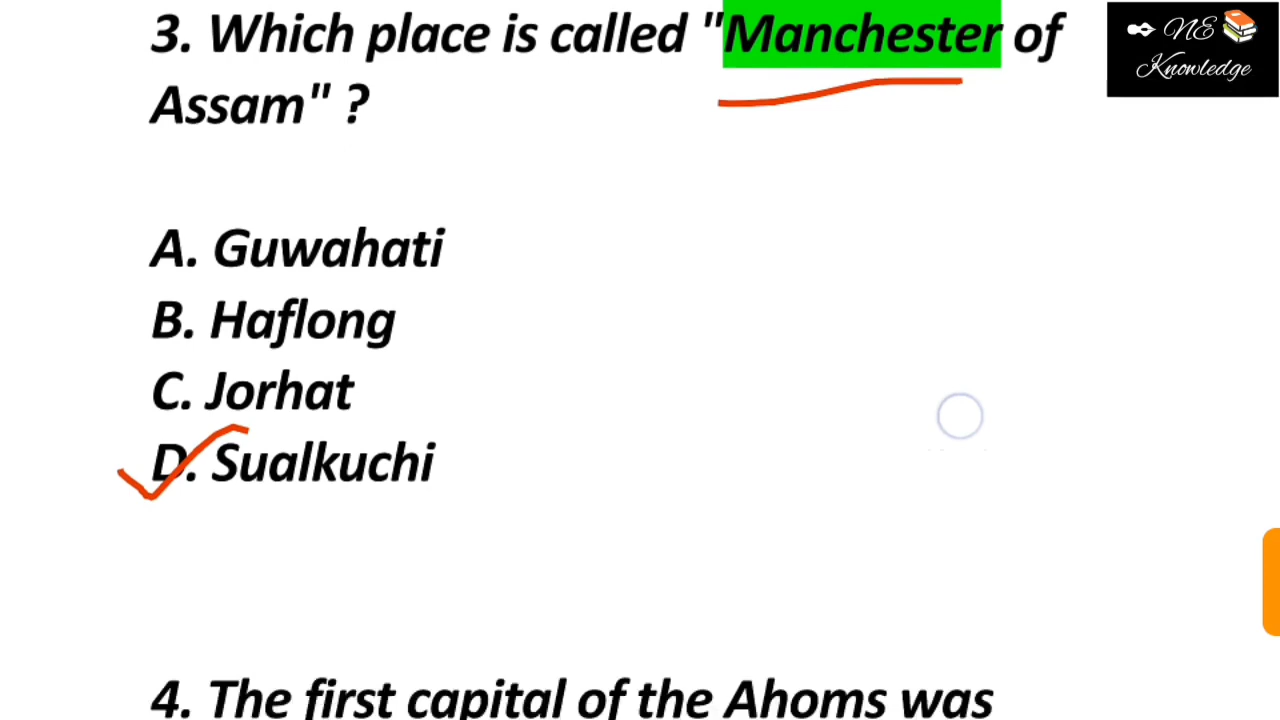 3. Which place is called "Manchester of
Assam" ?
NE
Knowledge
A. Guwahati
B. Haflong
C. Jorhat
D. Sualkuchi
4. The first capital of the Ahoms was